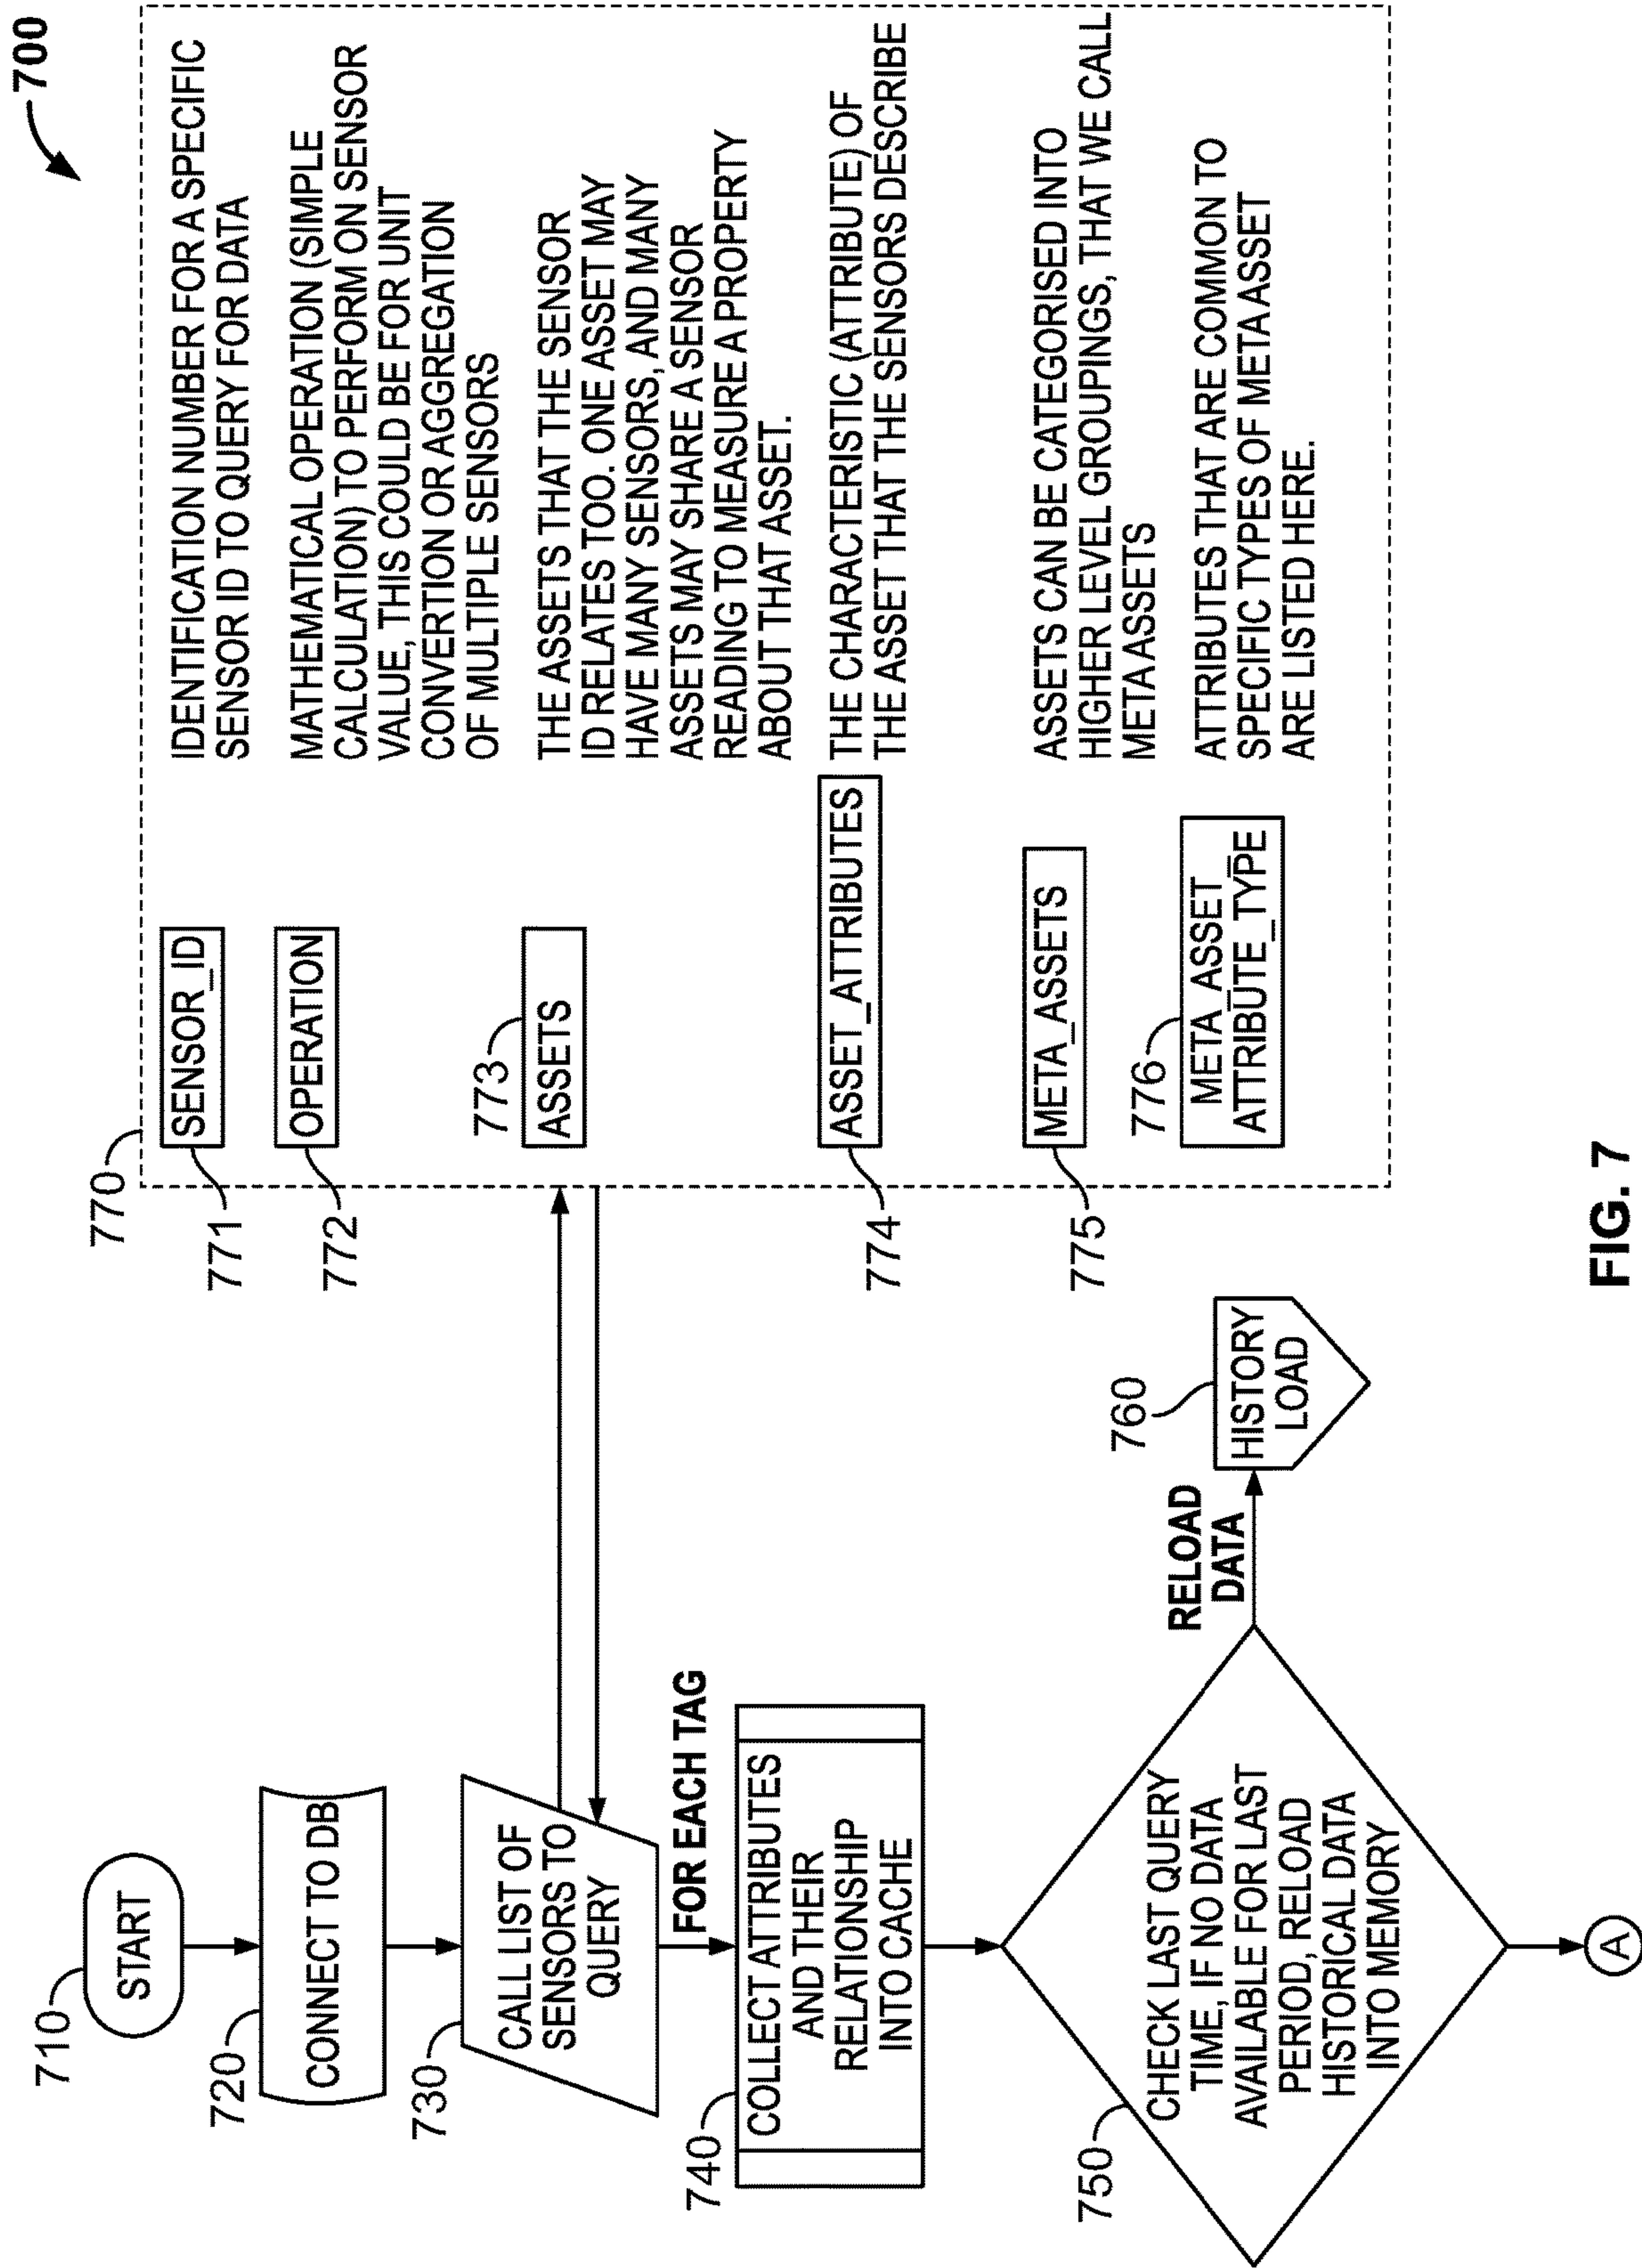 700
710
START
720
CONNECT TO DB
730
CALL LIST OF
SENSORS TO
QUERY
FOR EACH TAG
740
COLLECT ATTRIBUTES
AND THEIR
RELATIONSHIP
INTO CACHE
750
CHECK LAST QUERY
TIME, IF NO DATA
AVAILABLE FOR LAST
PERIOD, RELOAD
HISTORICAL DATA
INTO MEMORY
RELOAD
DATA
760
HISTORY
LOAD
A
770
771
SENSOR_ID
IDENTIFICATION NUMBER FOR A SPECIFIC
SENSOR ID TO QUERY FOR DATA
772
OPERATION
MATHEMATICAL OPERATION (SIMPLE
CALCULATION) TO PERFORM ON SENSOR
VALUE, THIS COULD BE FOR UNIT
CONVERTION OR AGGREGATION
OF MULTIPLE SENSORS
773
ASSETS
THE ASSETS THAT THE SENSOR
ID RELATES TOO. ONE ASSET MAY
HAVE MANY SENSORS, AND MANY
ASSETS MAY SHARE A SENSOR
READING TO MEASURE A PROPERTY
ABOUT THAT ASSET.
774
ASSET_ATTRIBUTES
THE CHARACTERISTIC (ATTRIBUTE) OF
THE ASSET THAT THE SENSORS DESCRIBE
775
META_ASSETS
ASSETS CAN BE CATEGORISED INTO
HIGHER LEVEL GROUPINGS, THAT WE CALL
META ASSETS
776
META_ASSET_
ATTRIBUTE_TYPE
ATTRIBUTES THAT ARE COMMON TO
SPECIFIC TYPES OF META ASSET
ARE LISTED HERE.
FIG. 7